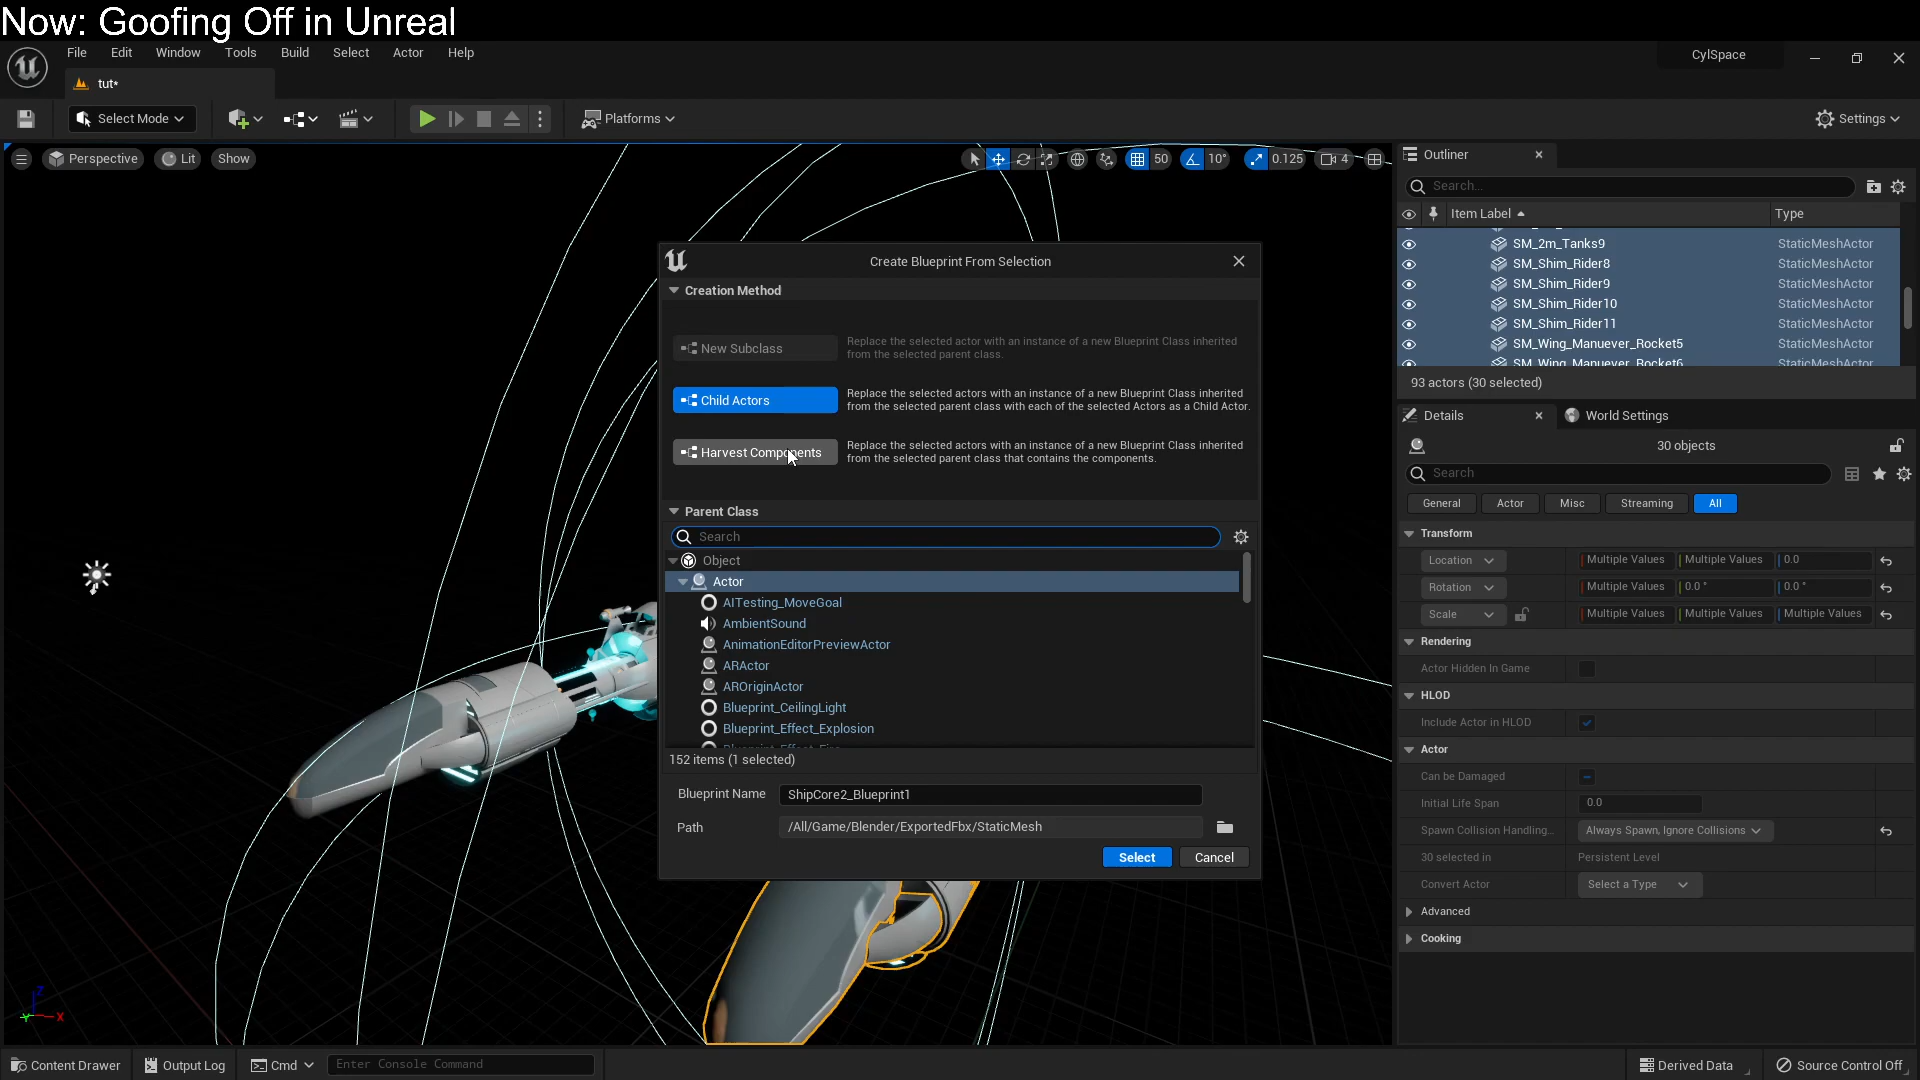 Now: Goofing Off in Unreal
File Edit Window Tools Build Select Actor Help
CylSpace
tut*
Select Mode
Platforms
Settings
Perspective Lit Show
50 10° 0.125 4
Outliner
Search...
Item Label Type
SM_2m_Tanks9 StaticMeshActor
SM_Shim_Rider8 StaticMeshActor
SM_Shim_Rider9 StaticMeshActor
SM_Shim_Rider10 StaticMeshActor
SM_Shim_Rider11 StaticMeshActor
SM_Wing_Manuever_Rocket5 StaticMeshActor
SM_Wing_Manuever_Rocket6 StaticMeshActor
93 actors (30 selected)
Create Blueprint From Selection
Creation Method
New Subclass
Replace the selected actor with an instance of a new Blueprint Class inherited
from the selected parent class.
Child Actors
Replace the selected actors with an instance of a new Blueprint Class inherited
from the selected parent class with each of the selected Actors as a Child Actor.
Harvest Components
Replace the selected actors with an instance of a new Blueprint Class inherited
from the selected parent class that contains the components.
Parent Class
Search
Object
Actor
AITesting_MoveGoal
AmbientSound
AnimationEditorPreviewActor
ARActor
AROriginActor
Blueprint_CeilingLight
Blueprint_Effect_Explosion
152 items (1 selected)
Blueprint Name ShipCore2_Blueprint1
Path /All/Game/Blender/ExportedFbx/StaticMesh
Select Cancel
Details World Settings
30 objects
Search
General Actor Misc Streaming All
Transform
Location Multiple Values Multiple Values 0.0
Rotation Multiple Values 0.0 ° 0.0 °
Scale Multiple Values Multiple Values Multiple Values
Rendering
Actor Hidden In Game
HLOD
Include Actor in HLOD
Actor
Can be Damaged
Initial Life Span 0.0
Spawn Collision Handling... Always Spawn, Ignore Collisions
30 selected in Persistent Level
Convert Actor Select a Type
Advanced
Cooking
Z
Y X
Content Drawer Output Log Cmd Enter Console Command
Derived Data Source Control Off